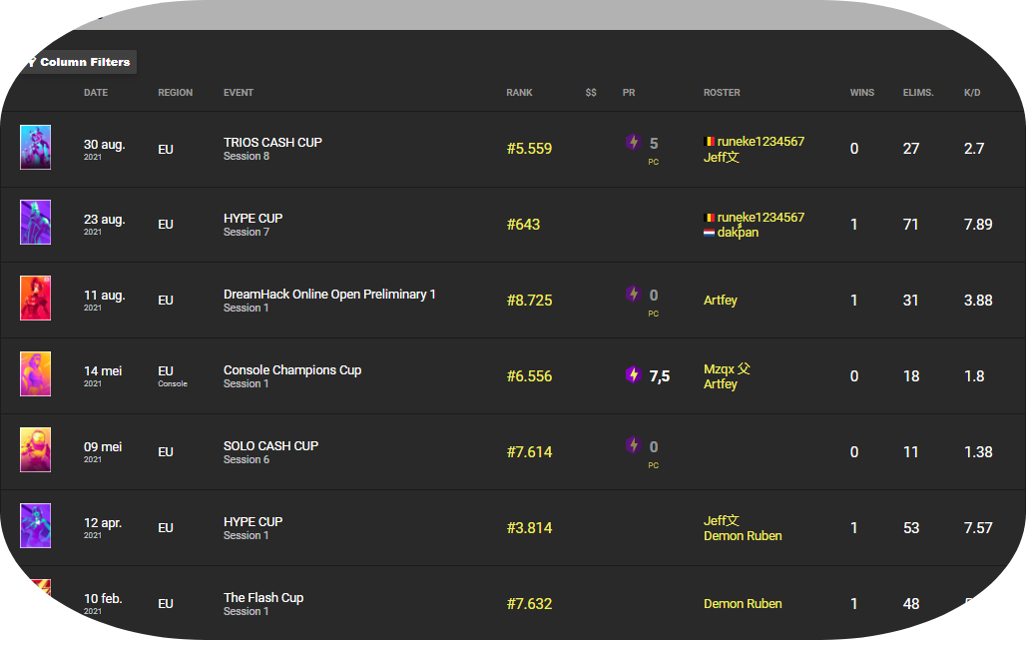 Column Filters
DATE REGION EVENT RANK $$ PR ROSTER WINS ELIMS. K/D
30 aug. 2021 EU TRIOS CASH CUP Session 8 #5.559 5 PC runeke1234567 Jeff文 0 27 2.7
23 aug. 2021 EU HYPE CUP Session 7 #643 runeke1234567 dakpan 1 71 7.89
11 aug. 2021 EU DreamHack Online Open Preliminary 1 Session 1 #8.725 0 PC Artfey 1 31 3.88
14 mei 2021 EU Console Console Champions Cup Session 1 #6.556 7,5 Mzqx 父 Artfey 0 18 1.8
09 mei 2021 EU SOLO CASH CUP Session 6 #7.614 0 PC 0 11 1.38
12 apr. 2021 EU HYPE CUP Session 1 #3.814 Jeff文 Demon Ruben 1 53 7.57
10 feb. 2021 EU The Flash Cup Session 1 #7.632 Demon Ruben 1 48